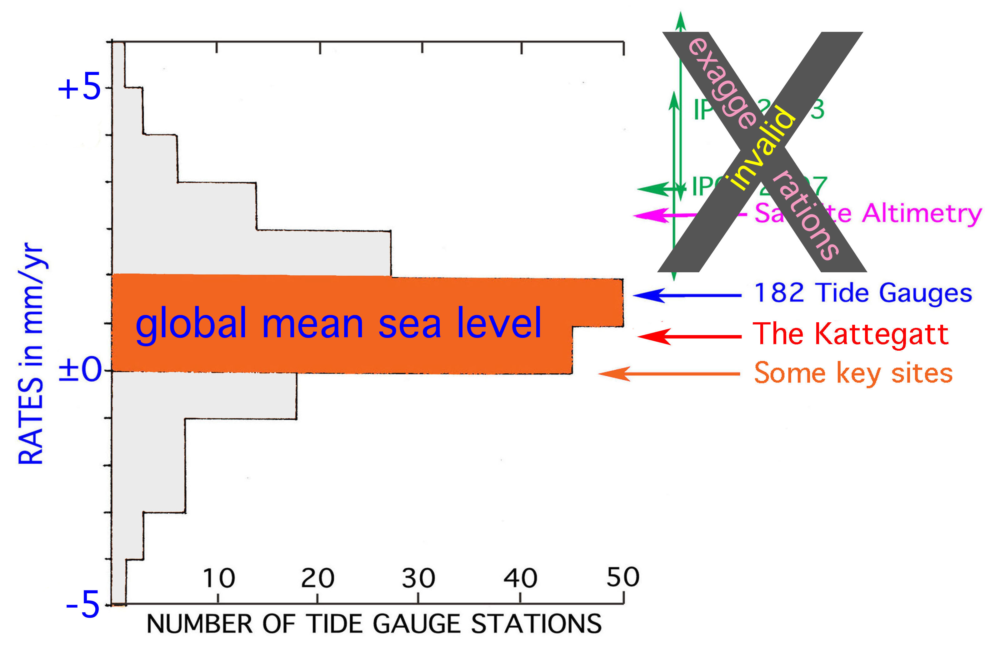 +5
±0
-5
RATES in mm/yr
global mean sea level
10 20 30 40 50
NUMBER OF TIDE GAUGE STATIONS
exagge
rations
invalid
Altimetry
182 Tide Gauges
The Kattegatt
Some key sites